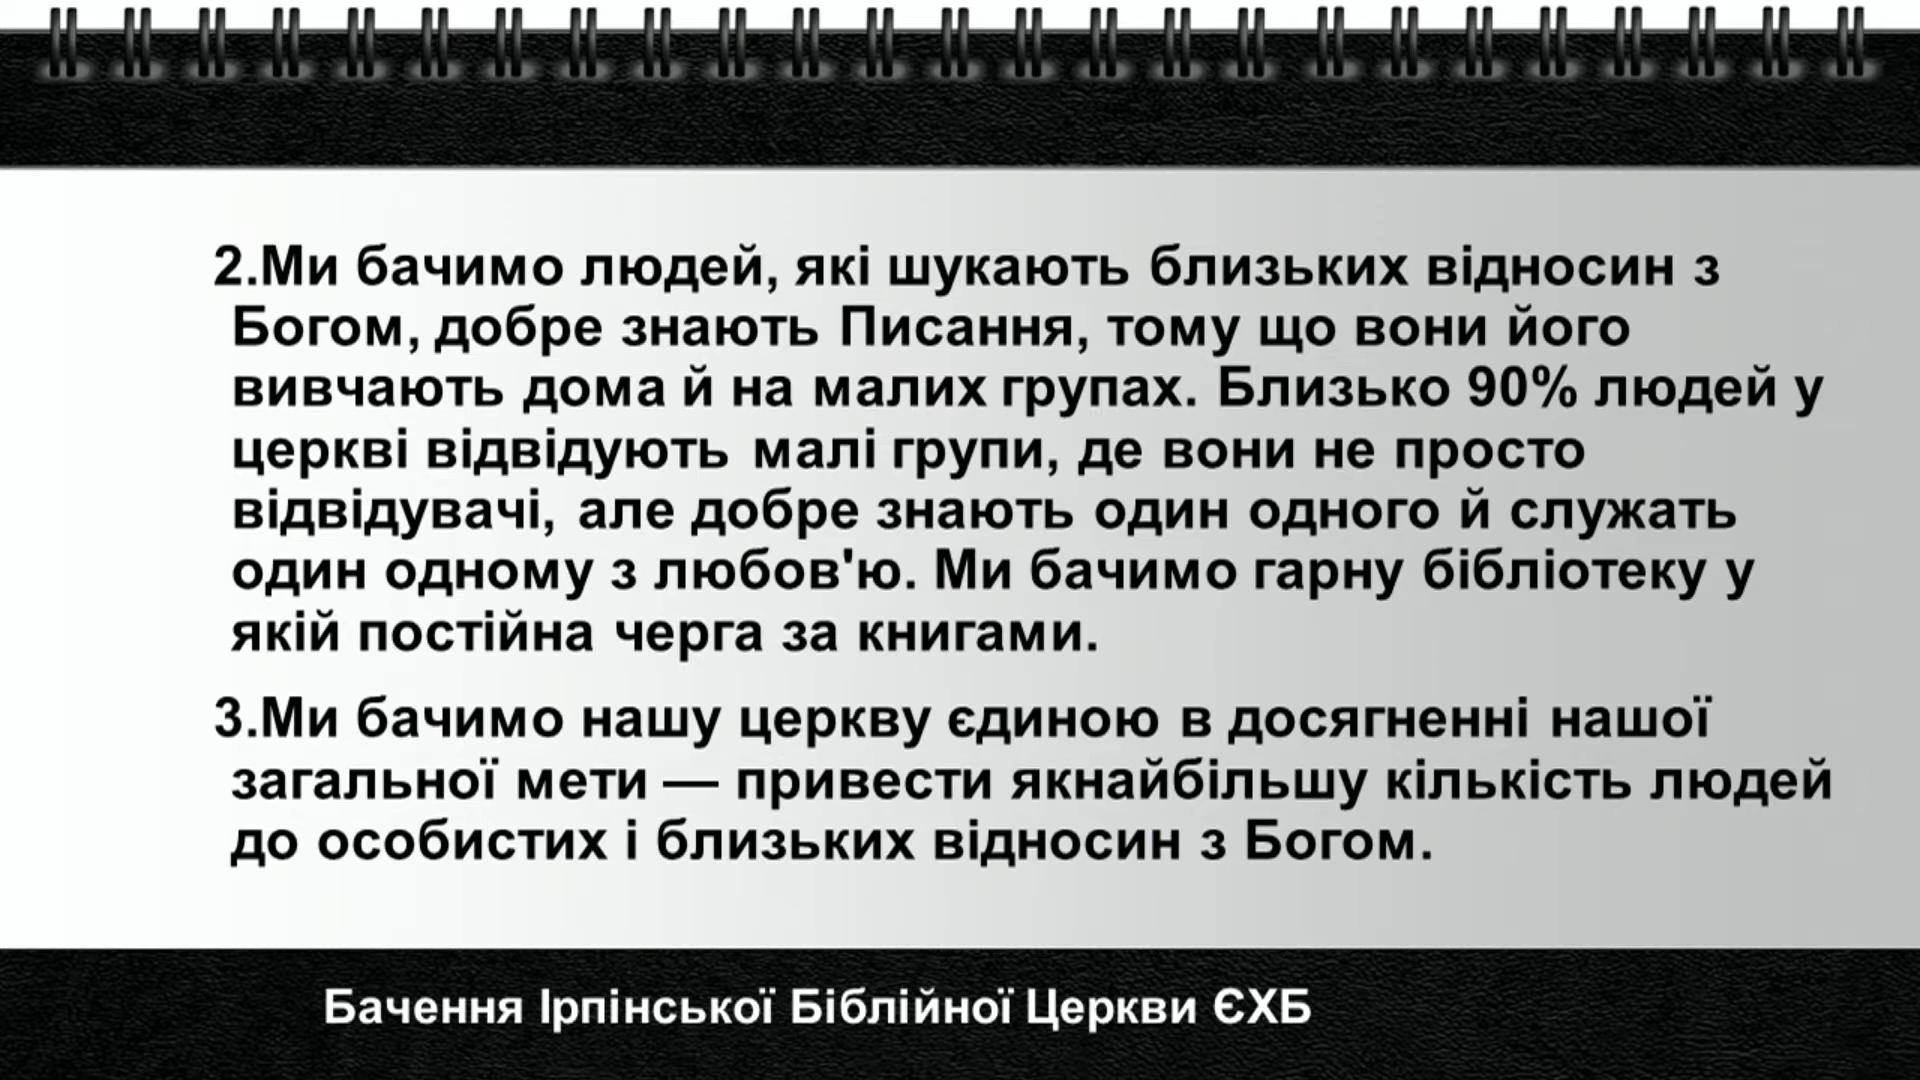 2.Ми бачимо людей, які шукають близьких відносин з
Богом, добре знають Писання, тому що вони його
вивчають дома й на малих групах. Близько 90% людей у
церкві відвідують малі групи, де вони не просто
відвідувачі, але добре знають один одного й служать
один одному з любов'ю. Ми бачимо гарну бібліотеку у
якій постійна черга за книгами.
3.Ми бачимо нашу церкву єдиною в досягненні нашої
загальної мети — привести якнайбільшу кількість людей
до особистих і близьких відносин з Богом.
Бачення Ірпінської Біблійної Церкви ЄХБ